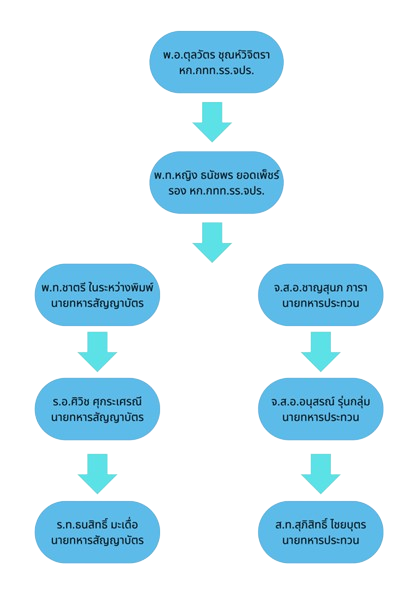 พ.อ.ตุลวัตร ชุณห์วิจิตรา
หก.กกท.รร.จปร.
พ.ท.หญิง ธนัชพร ยอดเพ็ชร์
รอง หก.กกท.รร.จปร.
พ.ท.ชาตรี ในระหว่างพิมพ์
นายทหารสัญญาบัตร
จ.ส.อ.ชาญสุนภ ภารา
นายทหารประทวน
ร.อ.ศิวิช ศุภระเศรณี
นายทหารสัญญาบัตร
จ.ส.อ.อนุสรณ์ รุ่นกลุ่ม
นายทหารประทวน
ร.ท.ธนสิทธิ์ มะเดื่อ
นายทหารสัญญาบัตร
ส.ท.สุภิสิทธิ์ ไชยบุตร
นายทหารประทวน